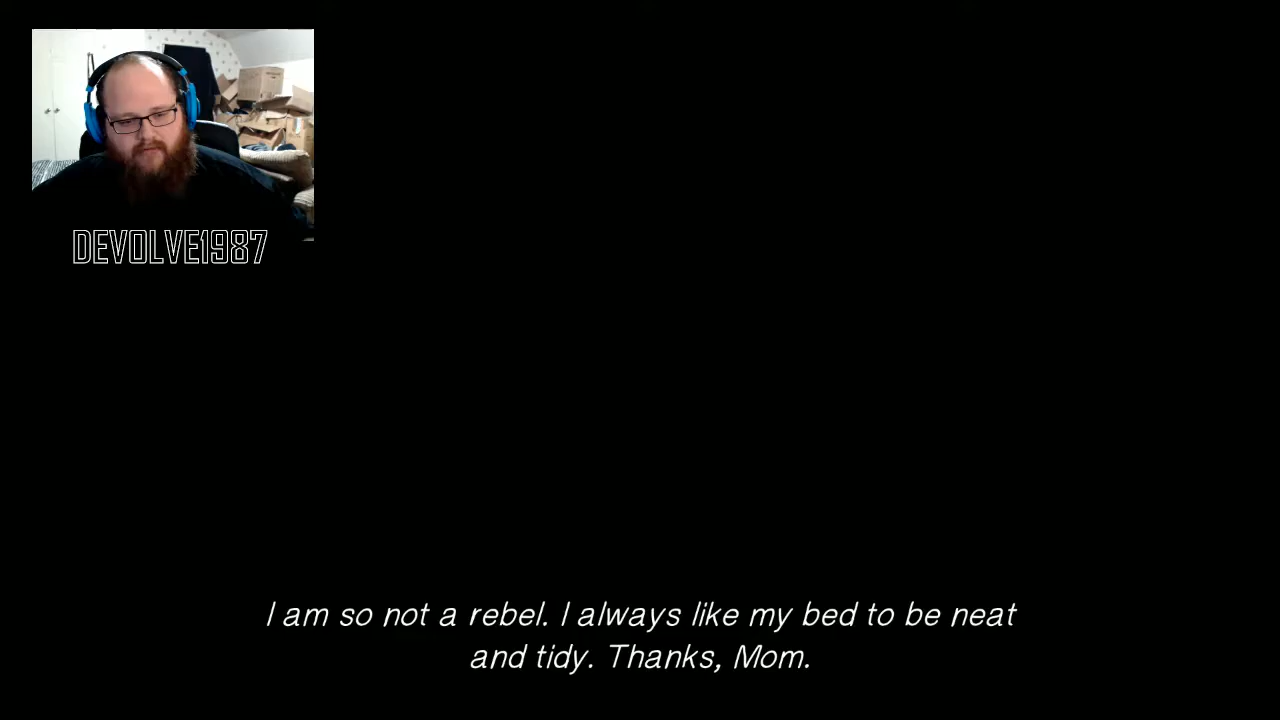 DEVOLVE1987
I am so not a rebel. I always like my bed to be neat
and tidy. Thanks, Mom.